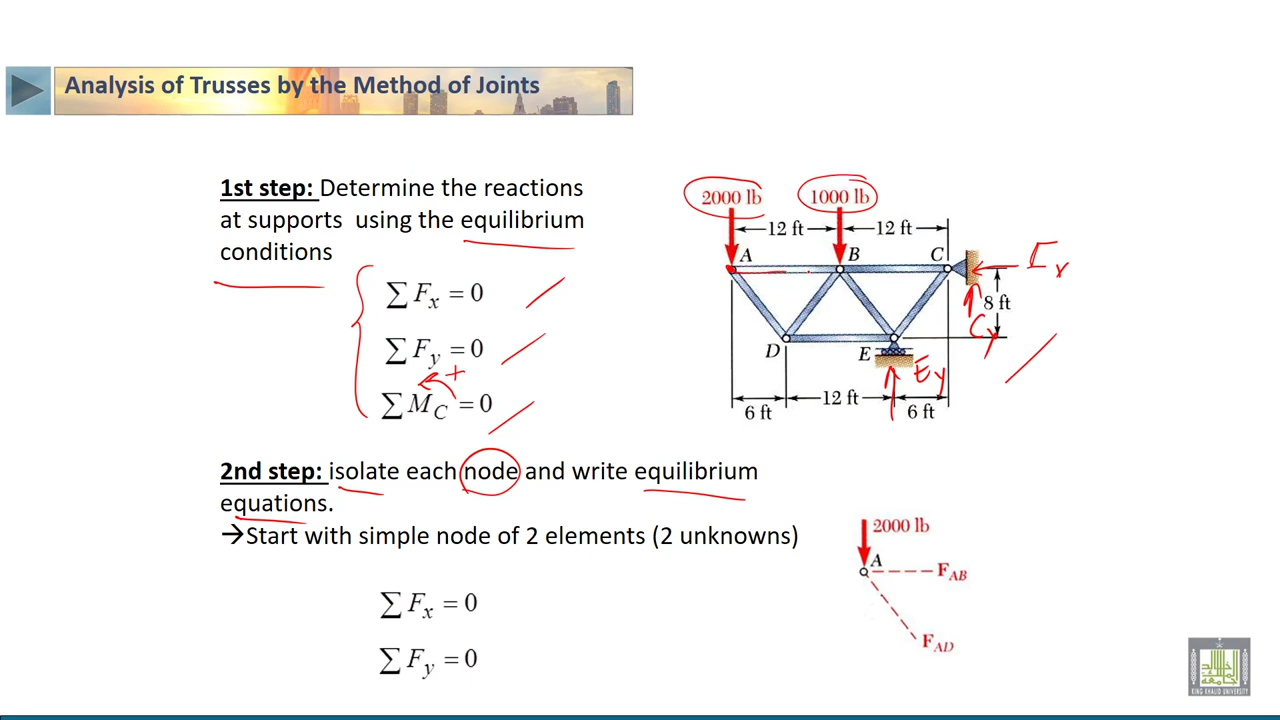 Analysis of Trusses by the Method of Joints
1st step: Determine the reactions
at supports using the equilibrium
conditions
∑ Fx = 0
∑ Fy = 0
+
∑ MC = 0
2nd step: isolate each node and write equilibrium
equations.
→Start with simple node of 2 elements (2 unknowns)
∑ Fx = 0
∑ Fy = 0
2000 lb
1000 lb
12 ft
12 ft
A
B
C
8 ft
Cy
D
E
Ey
6 ft
12 ft
6 ft
2000 lb
A
FAB
FAD
KING KHALID UNIVERSITY